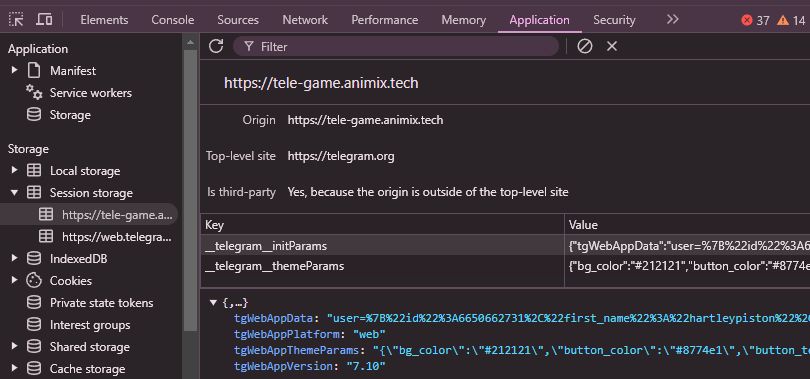 Elements Console Sources Network Performance Memory Application Security 37 14
Application
Manifest
Service workers
Storage
Storage
Local storage
Session storage
https://tele-game.a...
https://web.telegra...
IndexedDB
Cookies
Private state tokens
Interest groups
Shared storage
Cache storage
Filter
https://tele-game.animix.tech
Origin https://tele-game.animix.tech
Top-level site https://telegram.org
Is third-party Yes, because the origin is outside of the top-level site
Key Value
__telegram__initParams {"tgWebAppData":"user=%7B%22id%22%3A6
__telegram__themeParams {"bg_color":"#212121","button_color":"#8774e
{,…}
tgWebAppData: "user=%7B%22id%22%3A6650662731%2C%22first_name%22%3A%22hartleypiston%22%2
tgWebAppPlatform: "web"
tgWebAppThemeParams: "{\"bg_color\":\"#212121\",\"button_color\":\"#8774e1\",\"button_t
tgWebAppVersion: "7.10"